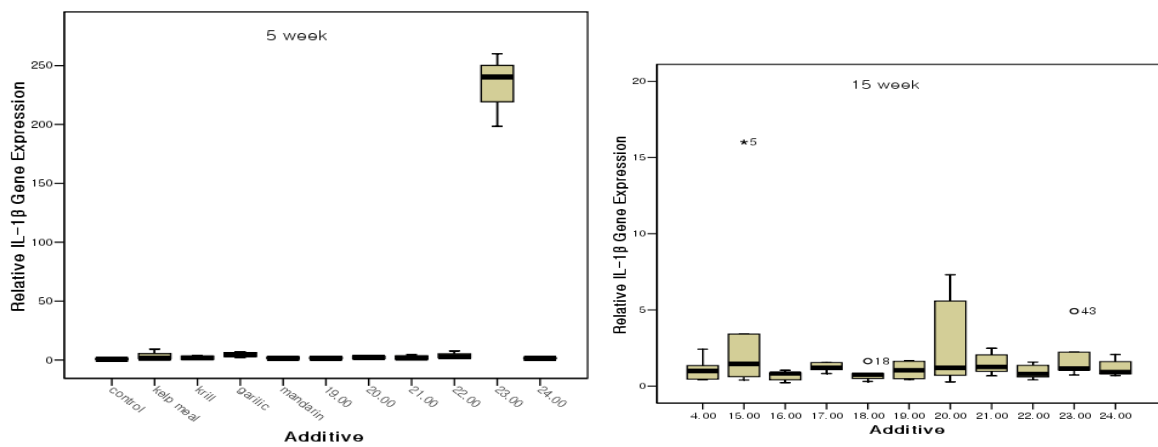 5 week
Relative IL-1β Gene Expression
250
200
150
100
50
0
control
kelp meal
krill
garilic
mandarin
19.00
20.00
21.00
22.00
23.00
24.00
Additive
15 week
Relative IL-1β Gene Expression
20
15
10
5
0
*5
o18
o43
4.00 15.00 16.00 17.00 18.00 19.00 20.00 21.00 22.00 23.00 24.00
Additive